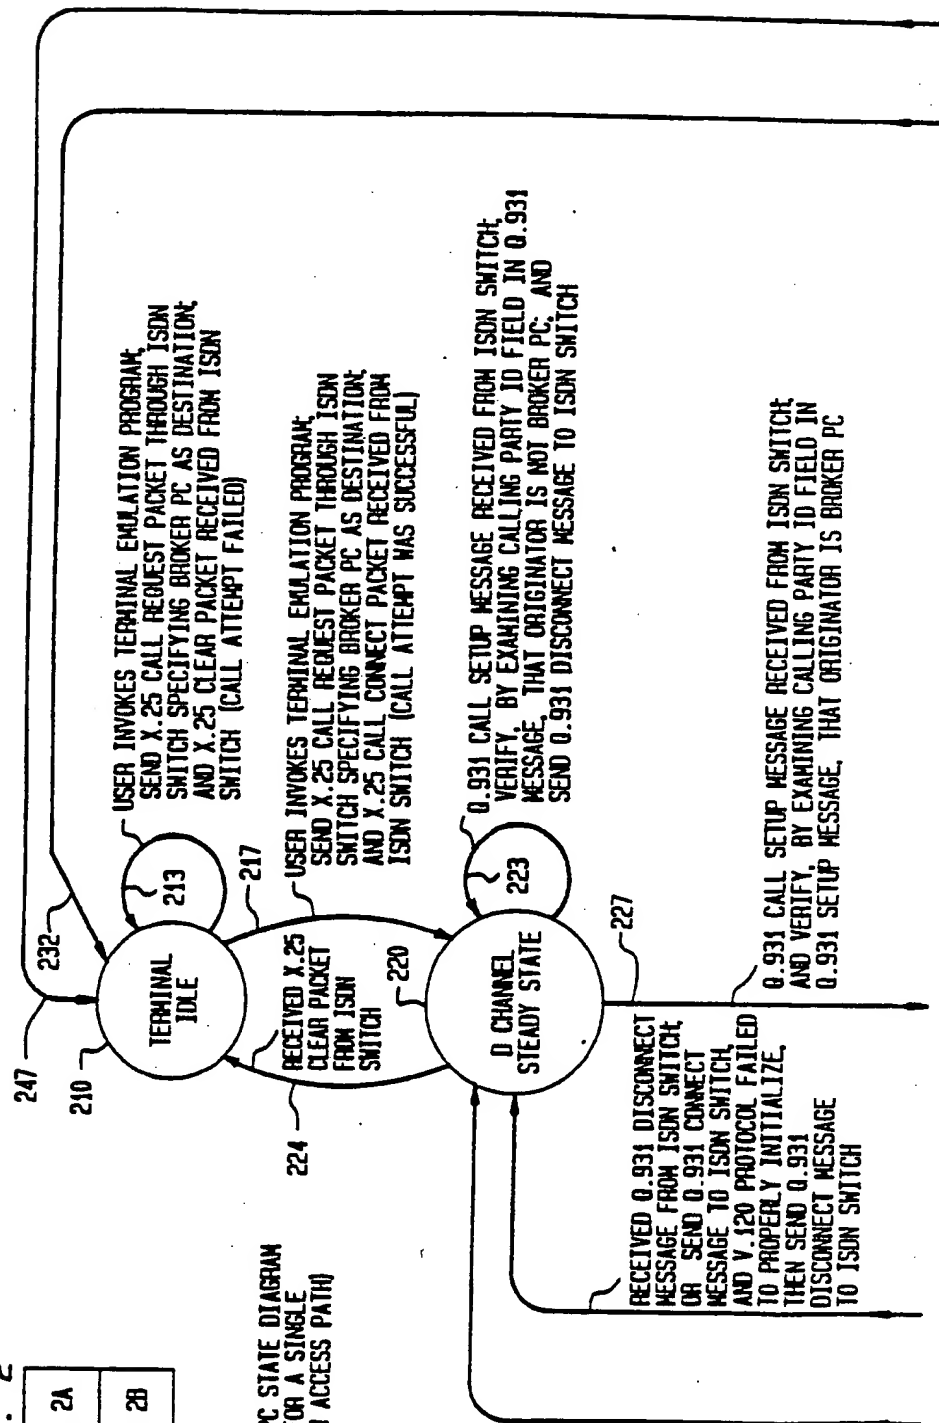 . 2
2A
2B
PC STATE DIAGRAM
FOR A SINGLE
ACCESS PATH)
247
232
210
TERMINAL
IDLE
213
USER INVOKES TERMINAL EMULATION PROGRAM;
SEND X.25 CALL REQUEST PACKET THROUGH ISDN
SWITCH SPECIFYING BROKER PC AS DESTINATION;
AND X.25 CLEAR PACKET RECEIVED FROM ISDN
SWITCH (CALL ATTEMPT FAILED)
217
USER INVOKES TERMINAL EMULATION PROGRAM;
SEND X.25 CALL REQUEST PACKET THROUGH ISDN
SWITCH SPECIFYING BROKER PC AS DESTINATION;
AND X.25 CALL CONNECT PACKET RECEIVED FROM
ISDN SWITCH (CALL ATTEMPT WAS SUCCESSFUL)
RECEIVED X.25
CLEAR PACKET
FROM ISDN
SWITCH
224
220
D CHANNEL
STEADY STATE
223
Q.931 CALL SETUP MESSAGE RECEIVED FROM ISDN SWITCH;
VERIFY, BY EXAMINING CALLING PARTY ID FIELD IN Q.931
MESSAGE, THAT ORIGINATOR IS NOT BROKER PC; AND
SEND Q.931 DISCONNECT MESSAGE TO ISDN SWITCH
227
Q.931 CALL SETUP MESSAGE RECEIVED FROM ISDN SWITCH;
AND VERIFY, BY EXAMINING CALLING PARTY ID FIELD IN
Q.931 SETUP MESSAGE, THAT ORIGINATOR IS BROKER PC
RECEIVED Q.931 DISCONNECT
MESSAGE FROM ISDN SWITCH;
OR SEND Q.931 CONNECT
MESSAGE TO ISDN SWITCH,
AND V.120 PROTOCOL FAILED
TO PROPERLY INITIALIZE,
THEN SEND Q.931
DISCONNECT MESSAGE
TO ISDN SWITCH